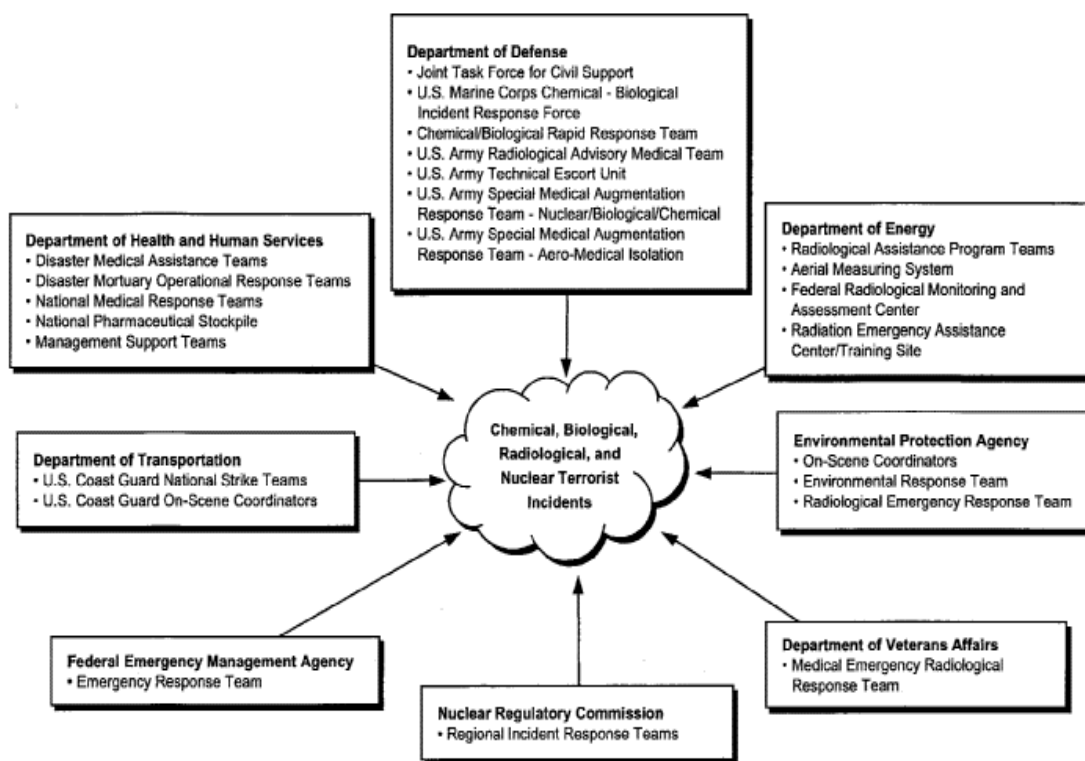 Department of Defense
• Joint Task Force for Civil Support
• U.S. Marine Corps Chemical - Biological
Incident Response Force
• Chemical/Biological Rapid Response Team
• U.S. Army Radiological Advisory Medical Team
• U.S. Army Technical Escort Unit
• U.S. Army Special Medical Augmentation
Response Team - Nuclear/Biological/Chemical
• U.S. Army Special Medical Augmentation
Response Team - Aero-Medical Isolation
Department of Health and Human Services
• Disaster Medical Assistance Teams
• Disaster Mortuary Operational Response Teams
• National Medical Response Teams
• National Pharmaceutical Stockpile
• Management Support Teams
Department of Energy
• Radiological Assistance Program Teams
• Aerial Measuring System
• Federal Radiological Monitoring and
Assessment Center
• Radiation Emergency Assistance
Center/Training Site
Chemical, Biological,
Radiological, and
Nuclear Terrorist
Incidents
Department of Transportation
• U.S. Coast Guard National Strike Teams
• U.S. Coast Guard On-Scene Coordinators
Environmental Protection Agency
• On-Scene Coordinators
• Environmental Response Team
• Radiological Emergency Response Team
Federal Emergency Management Agency
• Emergency Response Team
Nuclear Regulatory Commission
• Regional Incident Response Teams
Department of Veterans Affairs
• Medical Emergency Radiological
Response Team